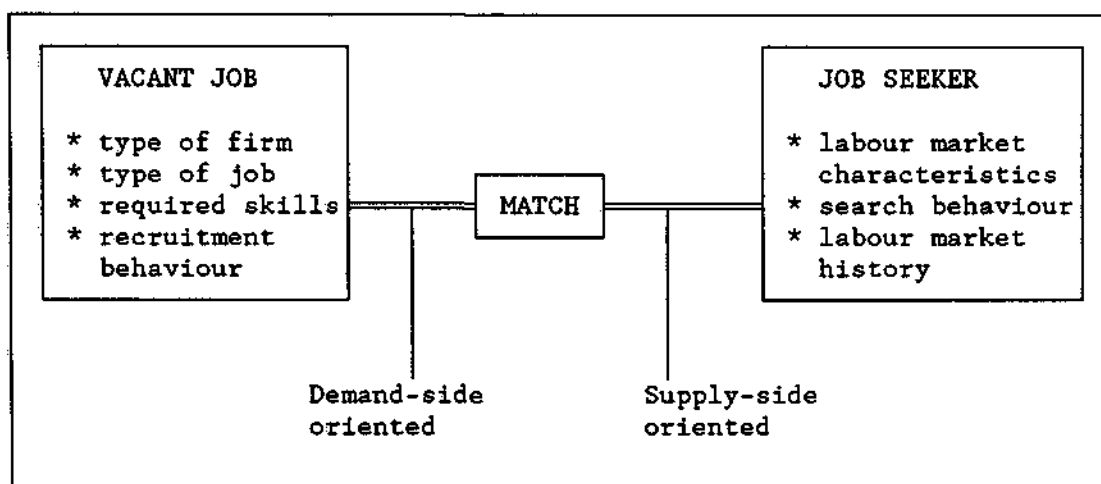 VACANT JOB
* type of firm
* type of job
* required skills
* recruitment
behaviour
MATCH
JOB SEEKER
* labour market
characteristics
* search behaviour
* labour market
history
Demand-side
oriented
Supply-side
oriented